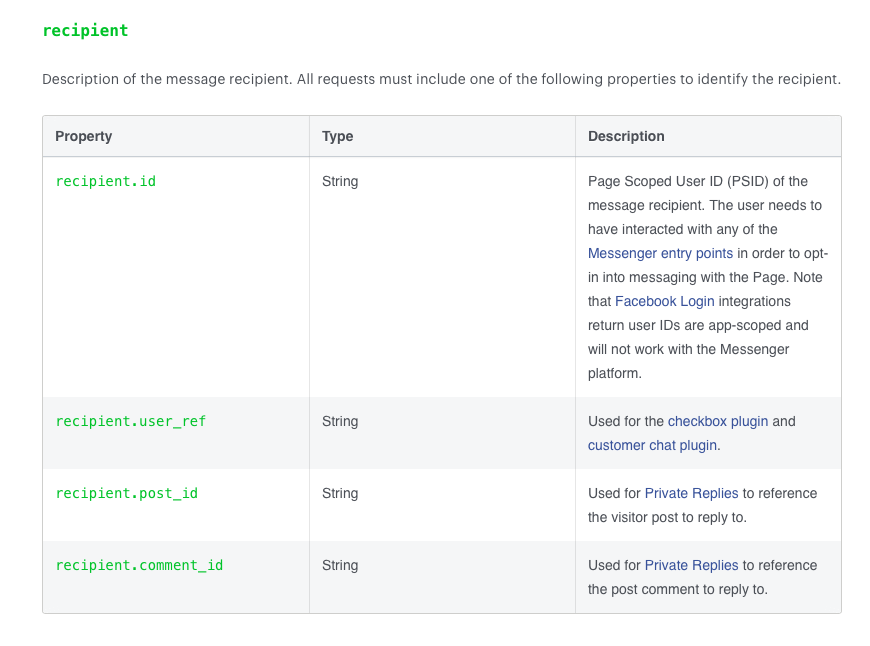 recipient
Description of the message recipient. All requests must include one of the following properties to identify the recipient.
Property Type Description
recipient.id String Page Scoped User ID (PSID) of the
message recipient. The user needs to
have interacted with any of the
Messenger entry points in order to opt-
in into messaging with the Page. Note
that Facebook Login integrations
return user IDs are app-scoped and
will not work with the Messenger
platform.
recipient.user_ref String Used for the checkbox plugin and
customer chat plugin.
recipient.post_id String Used for Private Replies to reference
the visitor post to reply to.
recipient.comment_id String Used for Private Replies to reference
the post comment to reply to.